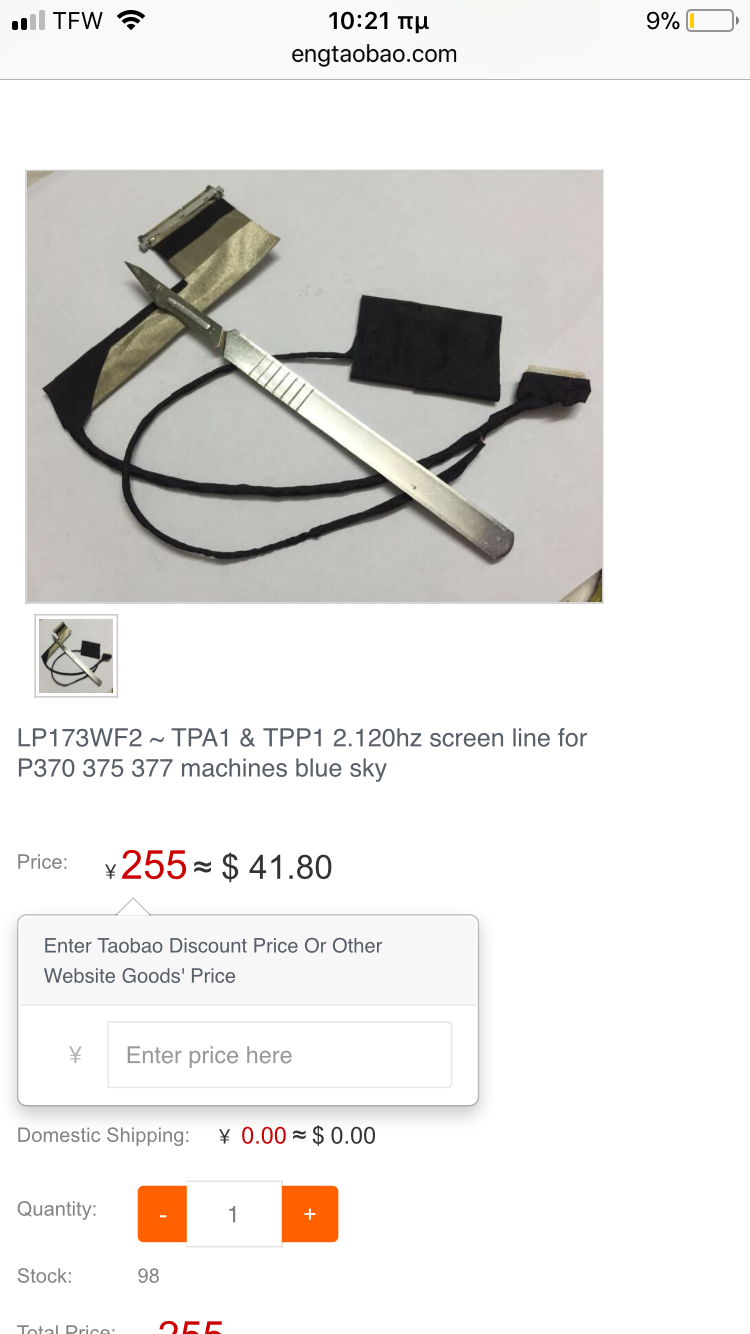 TFW 10:21 πμ 9%
engtaobao.com
LP173WF2 ~ TPA1 & TPP1 2.120hz screen line for
P370 375 377 machines blue sky
Price: ¥ 255 ≈ $ 41.80
Enter Taobao Discount Price Or Other
Website Goods' Price
¥ Enter price here
Domestic Shipping: ¥ 0.00 ≈ $ 0.00
Quantity: - 1 +
Stock: 98
Total Price: 255